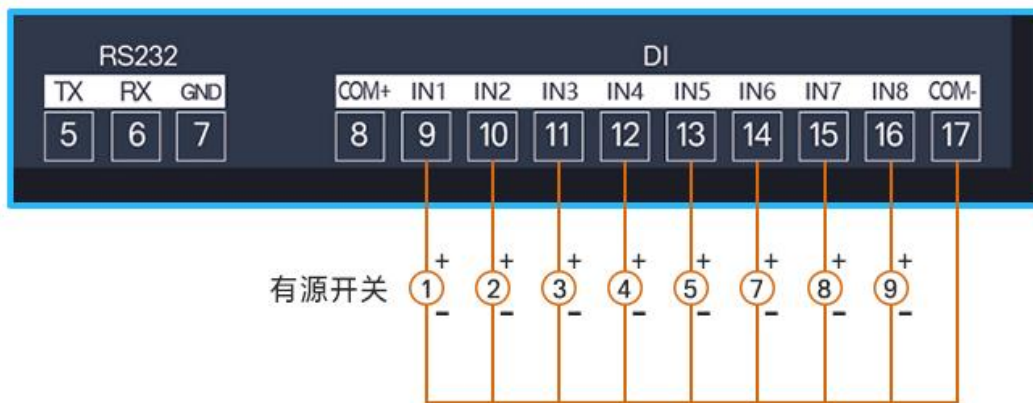 RS232 DI
TX RX GND COM+ IN1 IN2 IN3 IN4 IN5 IN6 IN7 IN8 COM-
5 6 7 8 9 10 11 12 13 14 15 16 17
+ + + + + + + +
有源开关 1 2 3 4 5 7 8 9
- - - - - - - -